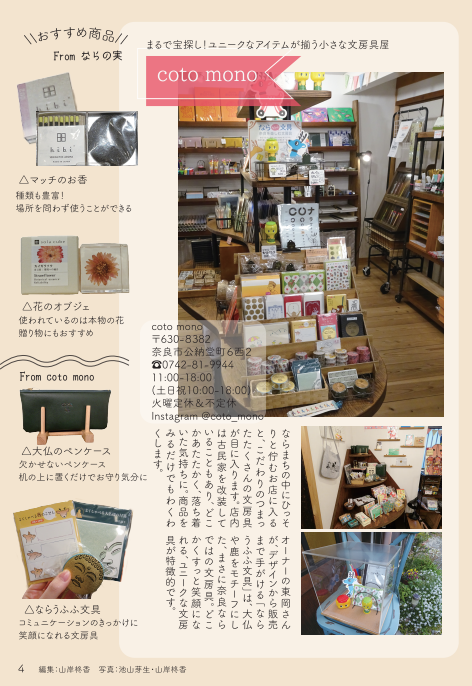 \\おすすめ商品//
From ならの実
△マッチのお香
種類も豊富!
場所を問わず使うことができる
△花のオブジェ
使われているのは本物の花
贈り物にもおすすめ
From coto mono
△大仏のペンケース
欠かせないペンケース
机の上に置くだけでお守り気分に
△ならうふふ文具
コミュニケーションのきっかけに
笑顔になれる文房具
まるで宝探し!ユニークなアイテムが揃う小さな文房具屋
coto mono
hibi
hibi
なら 文具
coto mono
〒630-8382
奈良市公納堂町6西2
☎0742-81-9944
11:00-18:00
(土日祝10:00-18:00)
火曜定休&不定休
Instagram @coto_mono
ならまちの中にひっそ
りと佇むお店に入る
と、こだわりのつまっ
たたくさんの文房具
が目に入ります。店内
は古民家を改装して
いることもあり、どこ
かあたたかく、落ち着
いた気持ちに。商品を
みるだけでもわくわ
くします。
オーナーの東岡さん
が、デザインから販売
まで手がける「なら
うふふ文具」は、大仏
や鹿をモチーフにし
た、まさに奈良なら
ではの文房具。どこ
かくすっと笑顔にな
れる、ユニークな文房
具が特徴的です。
4 編集:山岸柊香 写真:池山芽生・山岸柊香